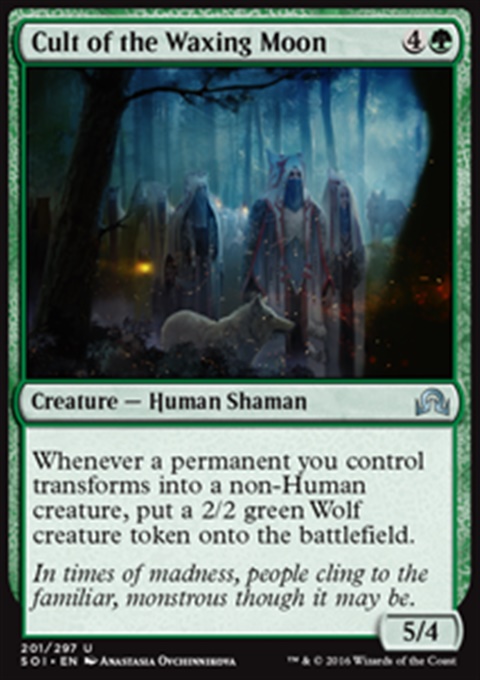 Cult of the Waxing Moon 4
Creature — Human Shaman
Whenever a permanent you control
transforms into a non-Human
creature, put a 2/2 green Wolf
creature token onto the battlefield.
In times of madness, people cling to the
familiar, monstrous though it may be.
5/4
201/297 U
SOI • EN Anastasia Ovchinnikova
™ & © 2016 Wizards of the Coast